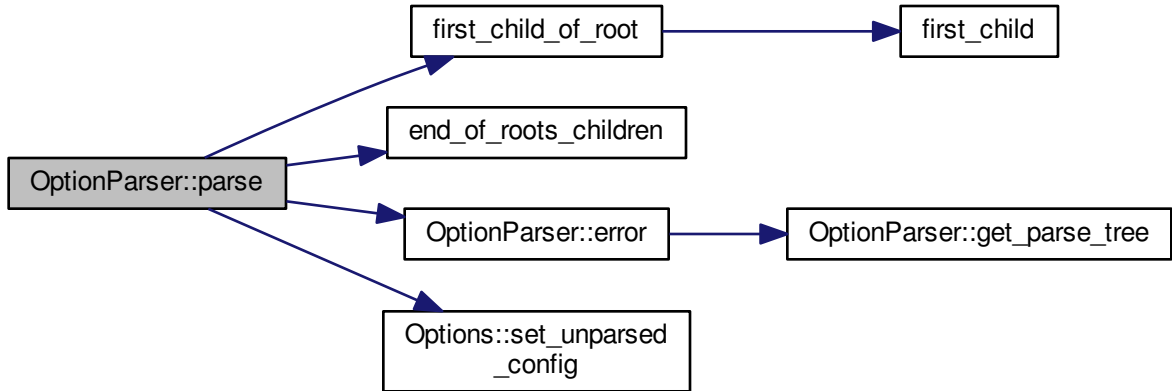 first_child_of_root
first_child
end_of_roots_children
OptionParser::parse
OptionParser::error
OptionParser::get_parse_tree
Options::set_unparsed
_config